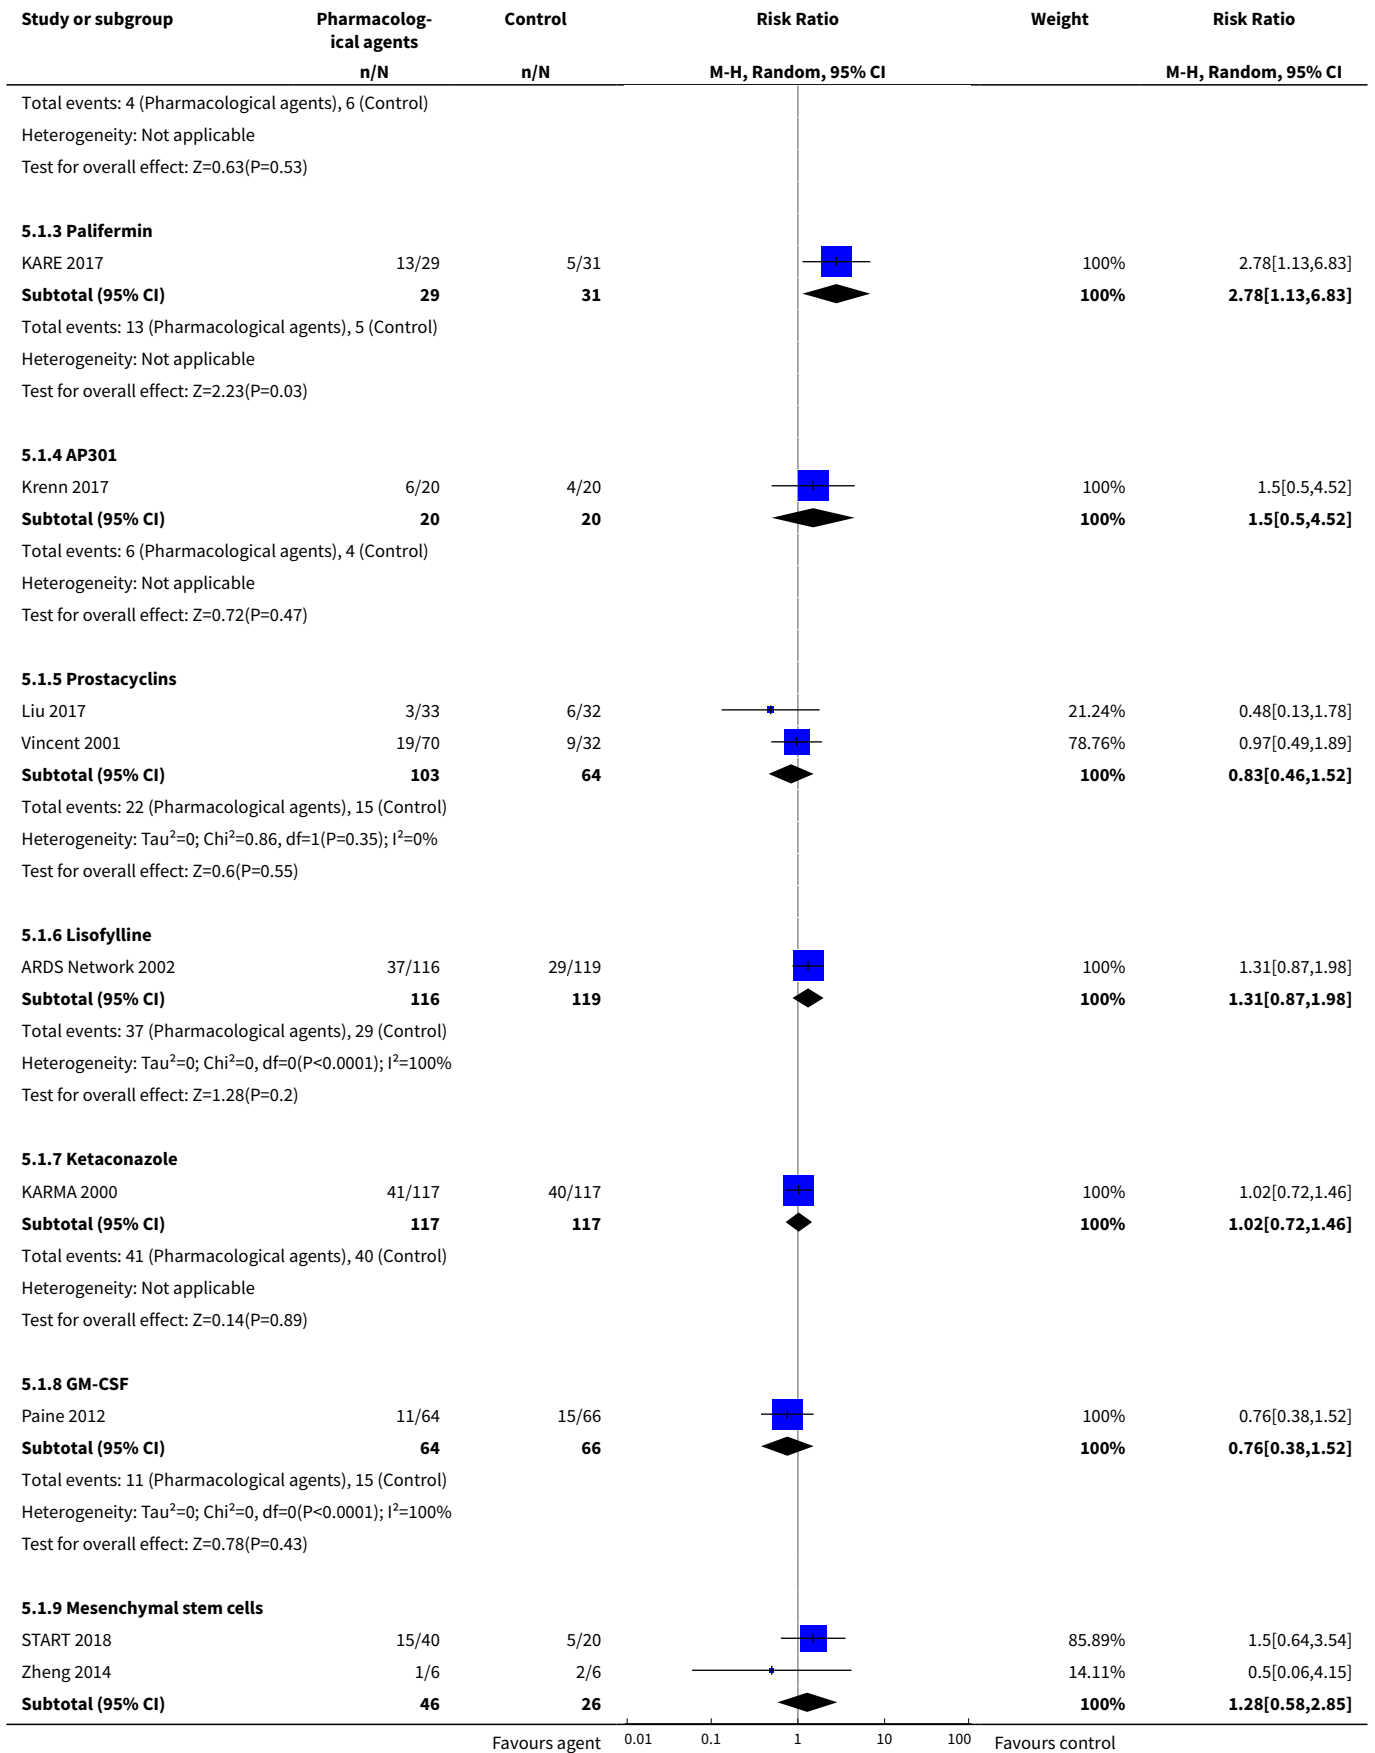 Study or subgroup Pharmacolog- Control Risk Ratio Weight Risk Ratio
ical agents
n/N n/N M-H, Random, 95% CI M-H, Random, 95% CI
Total events: 4 (Pharmacological agents), 6 (Control)
Heterogeneity: Not applicable
Test for overall effect: Z=0.63(P=0.53)
5.1.3 Palifermin
KARE 2017 13/29 5/31 100% 2.78[1.13,6.83]
Subtotal (95% CI) 29 31 100% 2.78[1.13,6.83]
Total events: 13 (Pharmacological agents), 5 (Control)
Heterogeneity: Not applicable
Test for overall effect: Z=2.23(P=0.03)
5.1.4 AP301
Krenn 2017 6/20 4/20 100% 1.5[0.5,4.52]
Subtotal (95% CI) 20 20 100% 1.5[0.5,4.52]
Total events: 6 (Pharmacological agents), 4 (Control)
Heterogeneity: Not applicable
Test for overall effect: Z=0.72(P=0.47)
5.1.5 Prostacyclins
Liu 2017 3/33 6/32 21.24% 0.48[0.13,1.78]
Vincent 2001 19/70 9/32 78.76% 0.97[0.49,1.89]
Subtotal (95% CI) 103 64 100% 0.83[0.46,1.52]
Total events: 22 (Pharmacological agents), 15 (Control)
Heterogeneity: Tau²=0; Chi²=0.86, df=1(P=0.35); I²=0%
Test for overall effect: Z=0.6(P=0.55)
5.1.6 Lisofylline
ARDS Network 2002 37/116 29/119 100% 1.31[0.87,1.98]
Subtotal (95% CI) 116 119 100% 1.31[0.87,1.98]
Total events: 37 (Pharmacological agents), 29 (Control)
Heterogeneity: Tau²=0; Chi²=0, df=0(P<0.0001); I²=100%
Test for overall effect: Z=1.28(P=0.2)
5.1.7 Ketaconazole
KARMA 2000 41/117 40/117 100% 1.02[0.72,1.46]
Subtotal (95% CI) 117 117 100% 1.02[0.72,1.46]
Total events: 41 (Pharmacological agents), 40 (Control)
Heterogeneity: Not applicable
Test for overall effect: Z=0.14(P=0.89)
5.1.8 GM-CSF
Paine 2012 11/64 15/66 100% 0.76[0.38,1.52]
Subtotal (95% CI) 64 66 100% 0.76[0.38,1.52]
Total events: 11 (Pharmacological agents), 15 (Control)
Heterogeneity: Tau²=0; Chi²=0, df=0(P<0.0001); I²=100%
Test for overall effect: Z=0.78(P=0.43)
5.1.9 Mesenchymal stem cells
START 2018 15/40 5/20 85.89% 1.5[0.64,3.54]
Zheng 2014 1/6 2/6 14.11% 0.5[0.06,4.15]
Subtotal (95% CI) 46 26 100% 1.28[0.58,2.85]
Favours agent 0.01 0.1 1 10 100 Favours control